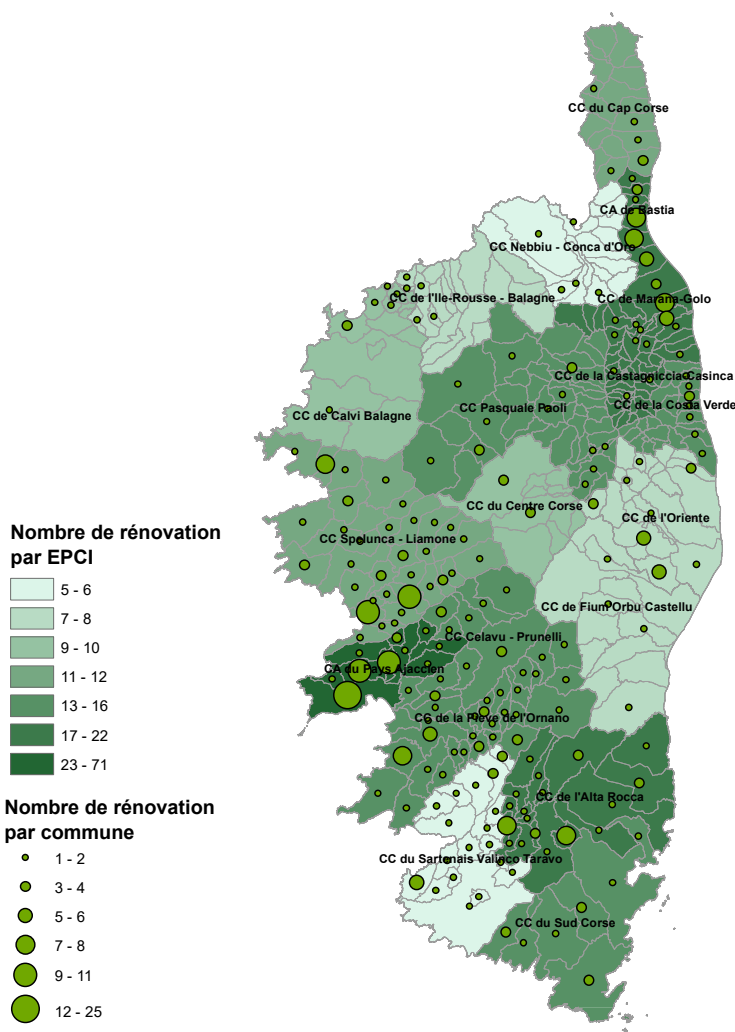 CC du Cap Corse
CA de Bastia
CC Nebbiu - Conca d'Oro
CC de l'Ile-Rousse - Balagne
CC de Marana-Golo
CC de la Castagniccia-Casinca
CC de Calvi Balagne
CC Pasquale Paoli
CC de la Costa Verde
CC du Centre Corse
CC de l'Oriente
CC Spelunca - Liamone
CC de Fium'Orbu Castellu
CC Celavu - Prunelli
CA du Pays Ajaccien
CC de la Pieve de l'Ornano
CC de l'Alta Rocca
CC du Sartenais Valinco Taravo
CC du Sud Corse
Nombre de rénovation
par EPCI
5 - 6
7 - 8
9 - 10
11 - 12
13 - 16
17 - 22
23 - 71
Nombre de rénovation
par commune
1 - 2
3 - 4
5 - 6
7 - 8
9 - 11
12 - 25